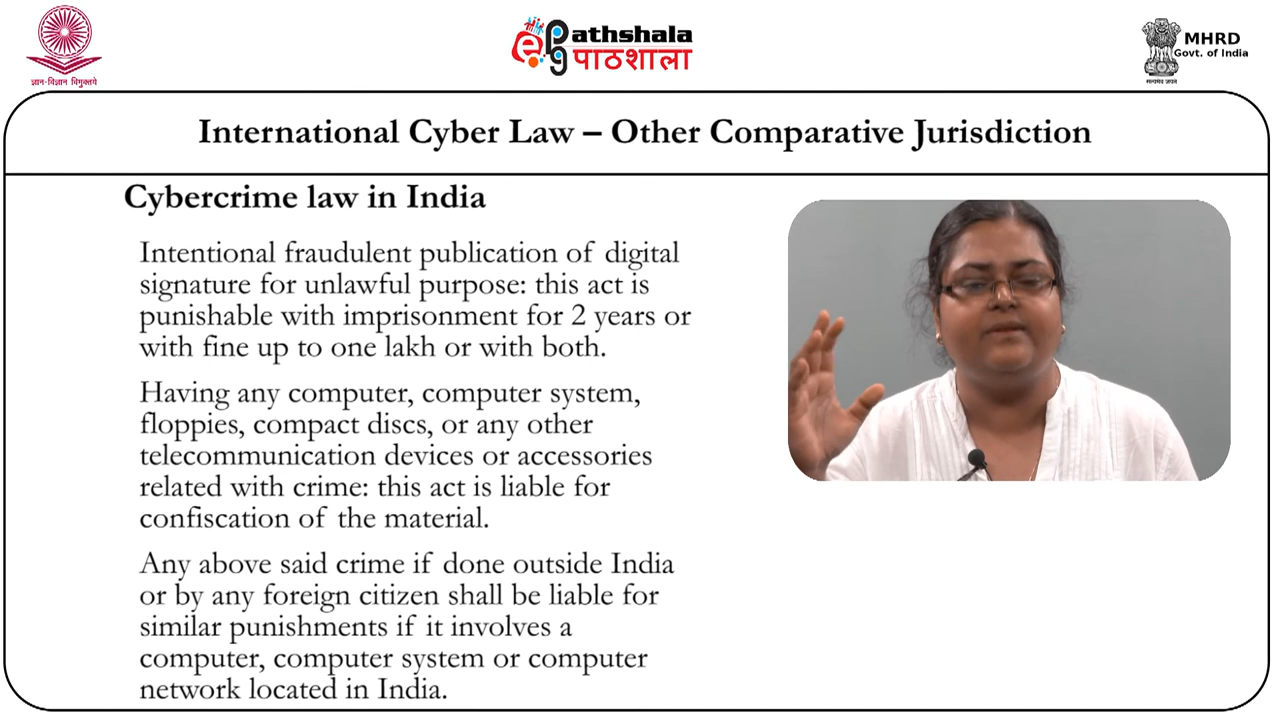 ज्ञान-विज्ञान विमुक्तये
epg
Pathshala
पाठशाला
MHRD
Govt. of India
सत्यमेव जयते
International Cyber Law – Other Comparative Jurisdiction
Cybercrime law in India
Intentional fraudulent publication of digital
signature for unlawful purpose: this act is
punishable with imprisonment for 2 years or
with fine up to one lakh or with both.
Having any computer, computer system,
floppies, compact discs, or any other
telecommunication devices or accessories
related with crime: this act is liable for
confiscation of the material.
Any above said crime if done outside India
or by any foreign citizen shall be liable for
similar punishments if it involves a
computer, computer system or computer
network located in India.